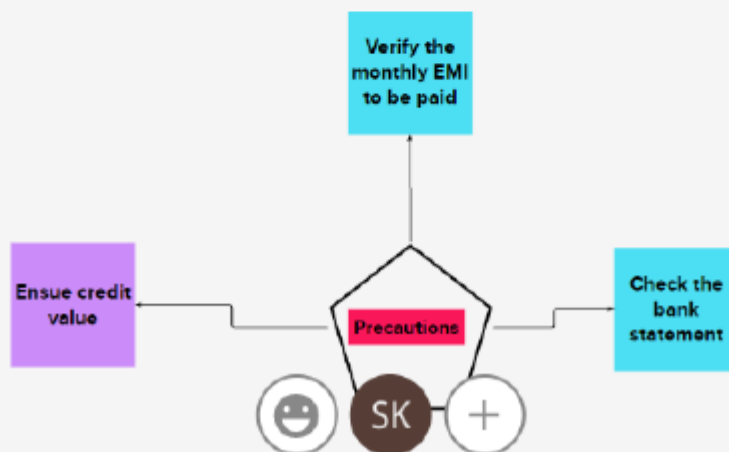 Verify the
monthly EMI
to be paid
Ensue credit
value
Precautions
Check the
bank
statement
SK